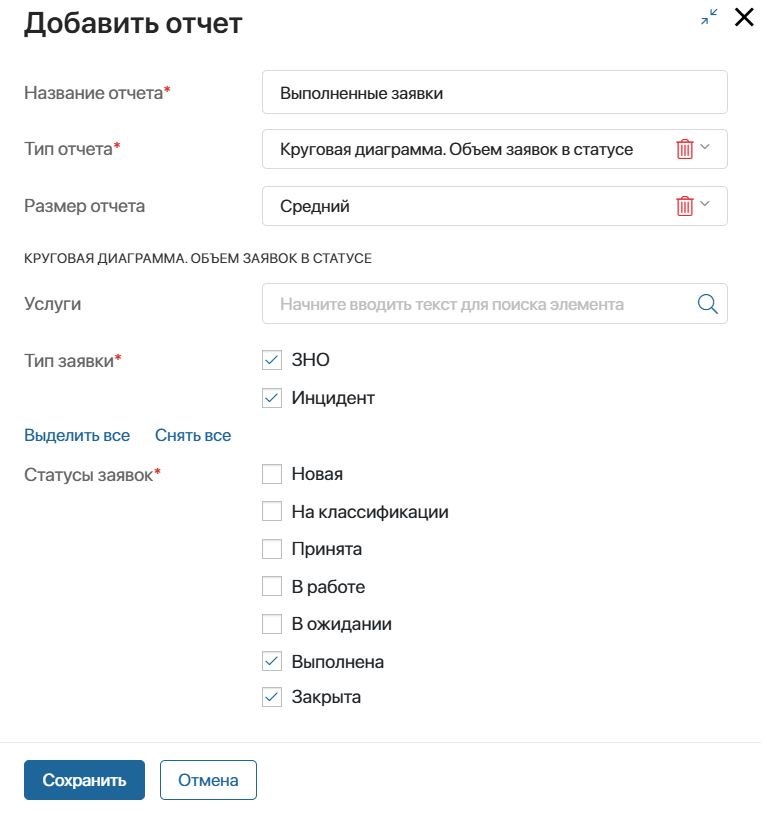 Добавить отчет
Название отчета*
Выполненные заявки
Тип отчета*
Круговая диаграмма. Объем заявок в статусе
Размер отчета
Средний
КРУГОВАЯ ДИАГРАММА. ОБЪЕМ ЗАЯВОК В СТАТУСЕ
Услуги
Начните вводить текст для поиска элемента
Тип заявки*
ЗНО
Инцидент
Выделить все
Снять все
Статусы заявок*
Новая
На классификации
Принята
В работе
В ожидании
Выполнена
Закрыта
Сохранить
Отмена